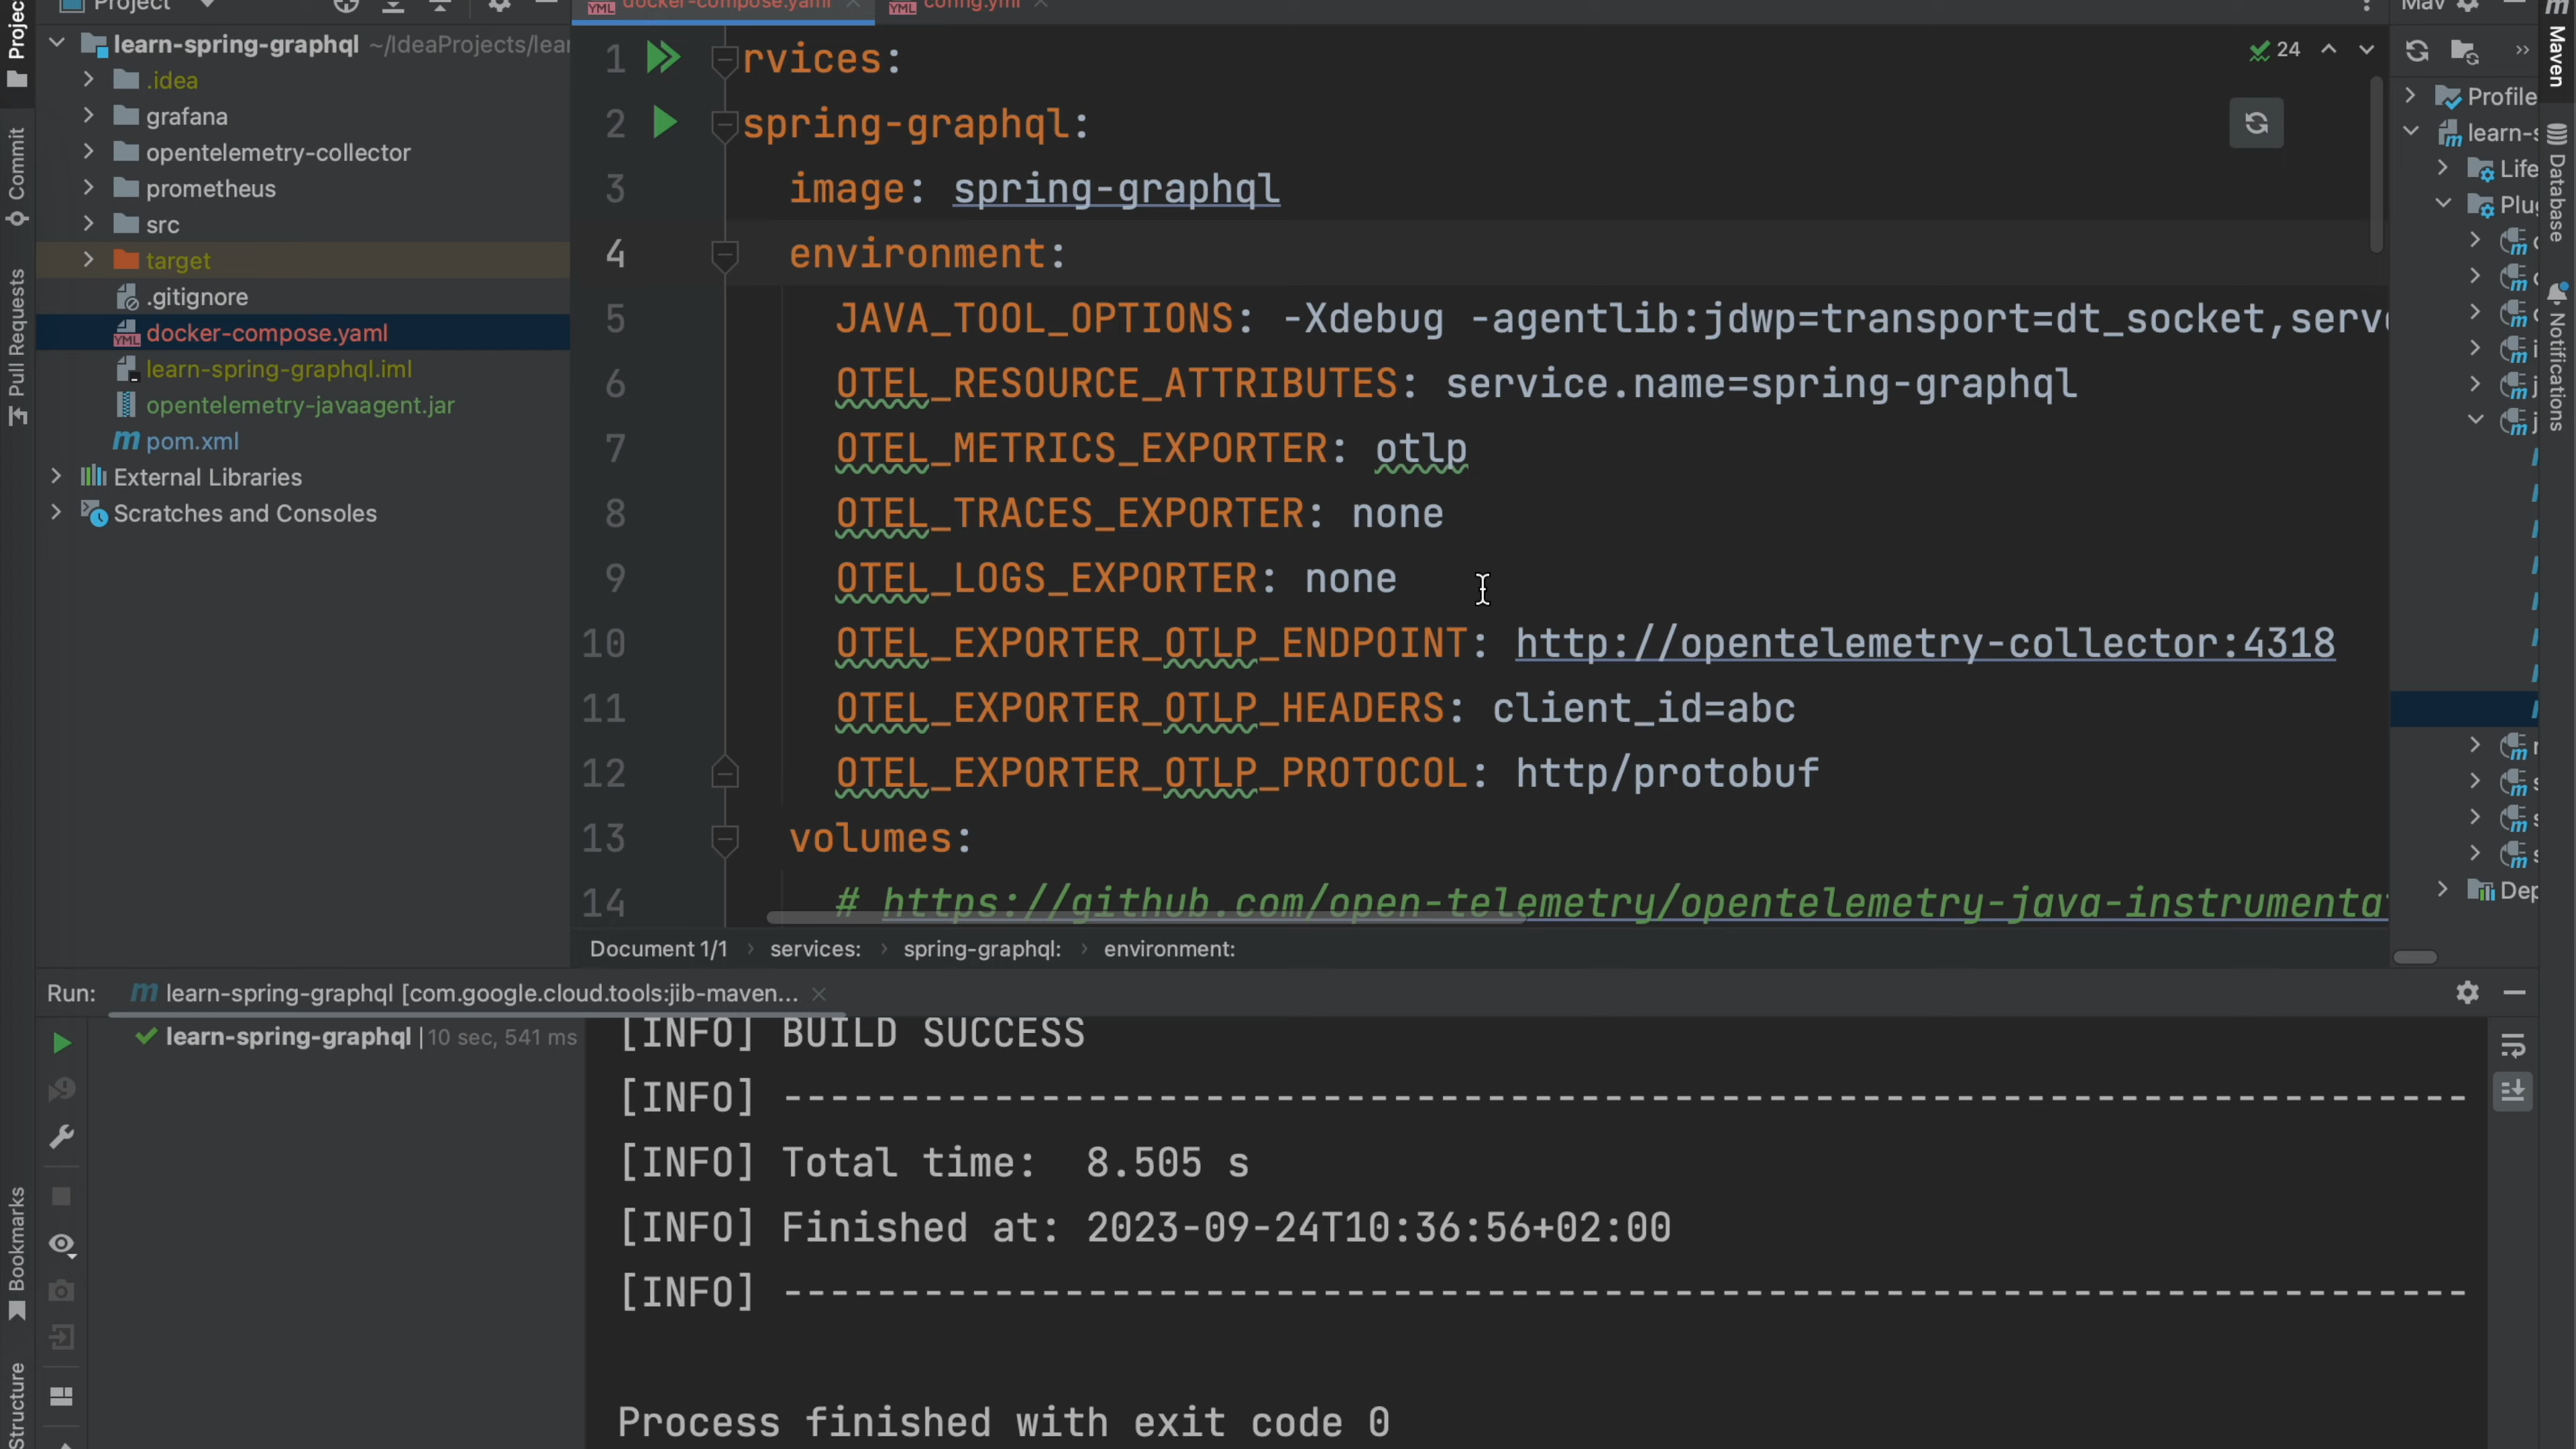 Project
docker-compose.yaml
config.yml
learn-spring-graphql ~/IdeaProjects/lear
.idea
grafana
opentelemetry-collector
prometheus
src
target
.gitignore
docker-compose.yaml
learn-spring-graphql.iml
opentelemetry-javaagent.jar
pom.xml
External Libraries
Scratches and Consoles
Commit
Pull Requests
Bookmarks
Structure
24
1 rvices:
2 spring-graphql:
3 image: spring-graphql
4 environment:
5 JAVA_TOOL_OPTIONS: -Xdebug -agentlib:jdwp=transport=dt_socket,serve
6 OTEL_RESOURCE_ATTRIBUTES: service.name=spring-graphql
7 OTEL_METRICS_EXPORTER: otlp
8 OTEL_TRACES_EXPORTER: none
9 OTEL_LOGS_EXPORTER: none
10 OTEL_EXPORTER_OTLP_ENDPOINT: http://opentelemetry-collector:4318
11 OTEL_EXPORTER_OTLP_HEADERS: client_id=abc
12 OTEL_EXPORTER_OTLP_PROTOCOL: http/protobuf
13 volumes:
14 # https://github.com/open-telemetry/opentelemetry-java-instrumenta
Document 1/1 › services: › spring-graphql: › environment:
Mav
Profile
learn-s
Life
Plug
Dep
Maven
Database
Notifications
Run: learn-spring-graphql [com.google.cloud.tools:jib-maven...
learn-spring-graphql 10 sec, 541 ms
[INFO] BUILD SUCCESS
[INFO] ------------------------------------------------------------------------
[INFO] Total time:  8.505 s
[INFO] Finished at: 2023-09-24T10:36:56+02:00
[INFO] ------------------------------------------------------------------------
Process finished with exit code 0